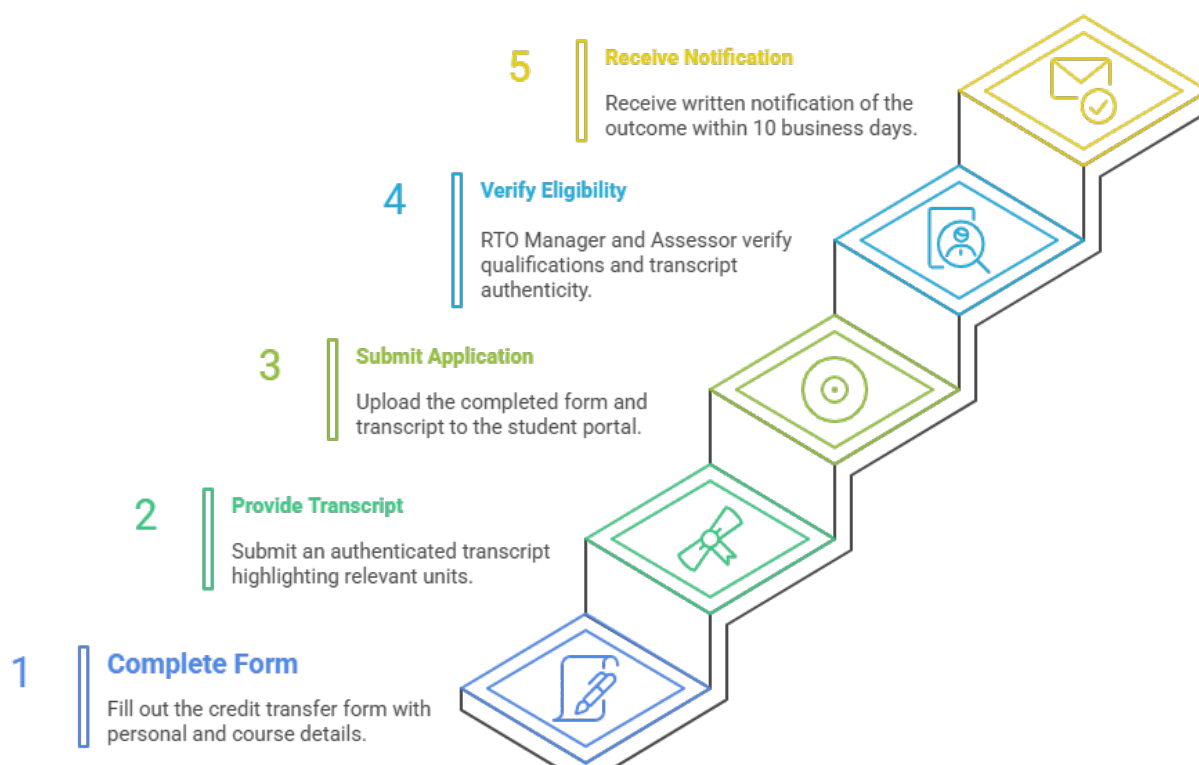 5
Receive Notification
Receive written notification of the
outcome within 10 business days.
4
Verify Eligibility
RTO Manager and Assessor verify
qualifications and transcript
authenticity.
3
Submit Application
Upload the completed form and
transcript to the student portal.
2
Provide Transcript
Submit an authenticated transcript
highlighting relevant units.
1
Complete Form
Fill out the credit transfer form with
personal and course details.